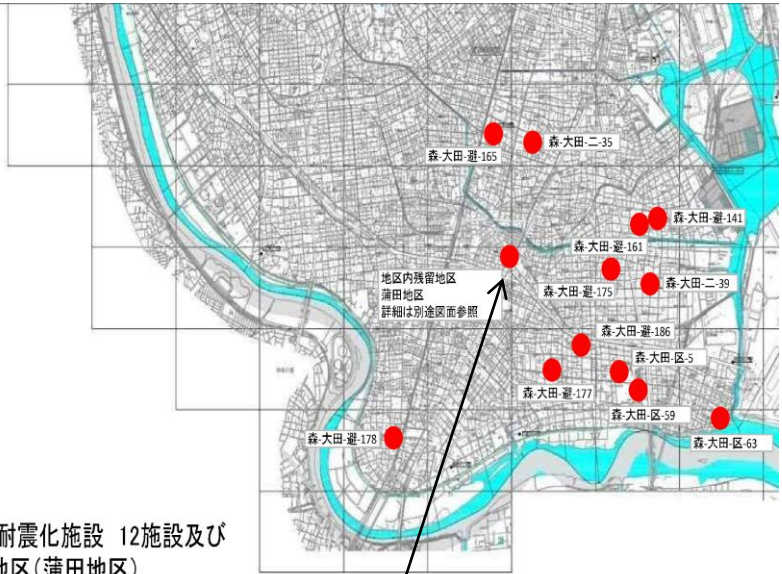 森-大田-避-165
森-大田-二-35
森-大田-避-141
森-大田-避-161
地区内残留地区
蒲田地区
詳細は別途図面参照
森-大田-避-175
森-大田-二-39
森-大田-避-186
森-大田-区-5
森-大田-避-177
森-大田-区-59
森-大田-避-178
森-大田-区-63
耐震化施設 12施設及び
地区(蒲田地区)